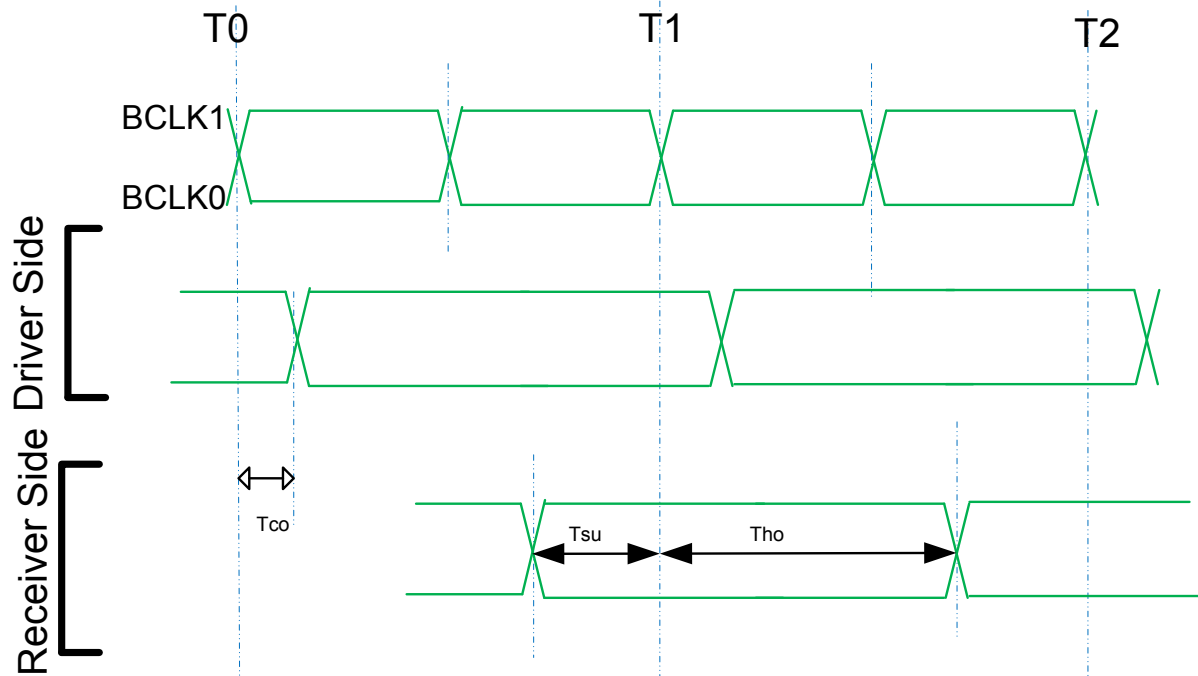 T0 T1 T2
BCLK1
BCLK0
Driver Side
Receiver Side
Tco
Tsu Tho